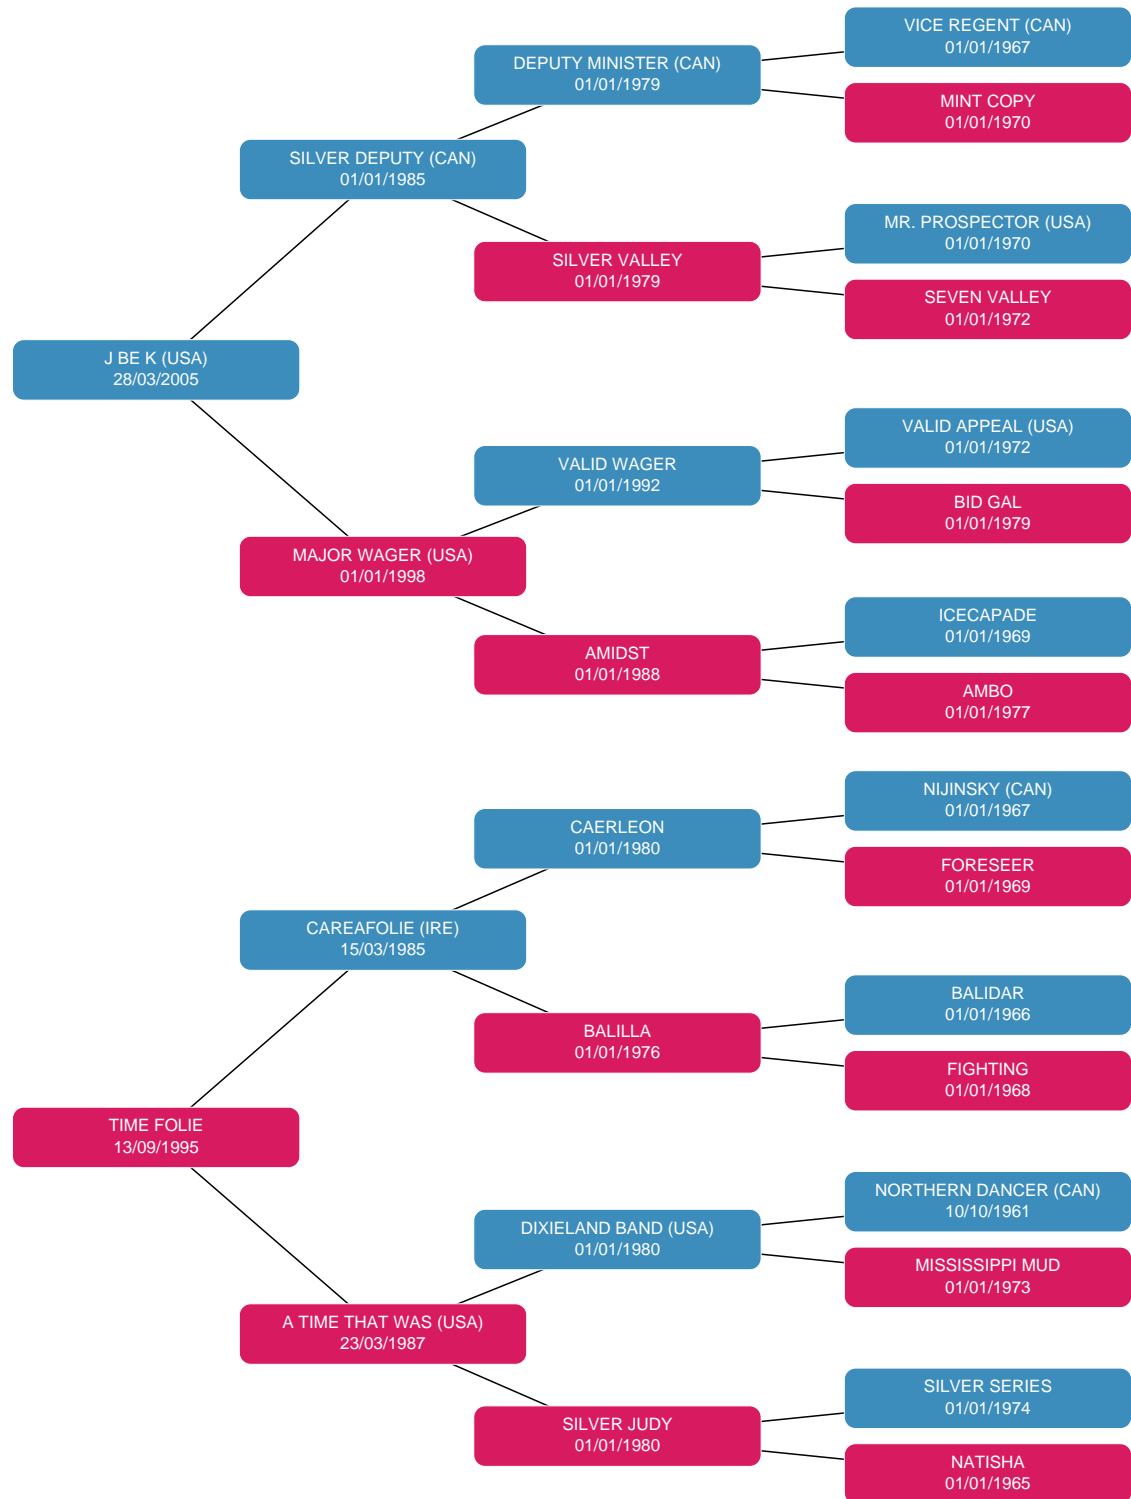 VICE REGENT (CAN)
01/01/1967
DEPUTY MINISTER (CAN)
01/01/1979
MINT COPY
01/01/1970
SILVER DEPUTY (CAN)
01/01/1985
MR. PROSPECTOR (USA)
01/01/1970
SILVER VALLEY
01/01/1979
SEVEN VALLEY
01/01/1972
J BE K (USA)
28/03/2005
VALID APPEAL (USA)
01/01/1972
VALID WAGER
01/01/1992
BID GAL
01/01/1979
MAJOR WAGER (USA)
01/01/1998
ICECAPADE
01/01/1969
AMIDST
01/01/1988
AMBO
01/01/1977
NIJINSKY (CAN)
01/01/1967
CAERLEON
01/01/1980
FORESEER
01/01/1969
CAREAFOLIE (IRE)
15/03/1985
BALIDAR
01/01/1966
BALILLA
01/01/1976
FIGHTING
01/01/1968
TIME FOLIE
13/09/1995
NORTHERN DANCER (CAN)
10/10/1961
DIXIELAND BAND (USA)
01/01/1980
MISSISSIPPI MUD
01/01/1973
A TIME THAT WAS (USA)
23/03/1987
SILVER SERIES
01/01/1974
SILVER JUDY
01/01/1980
NATISHA
01/01/1965